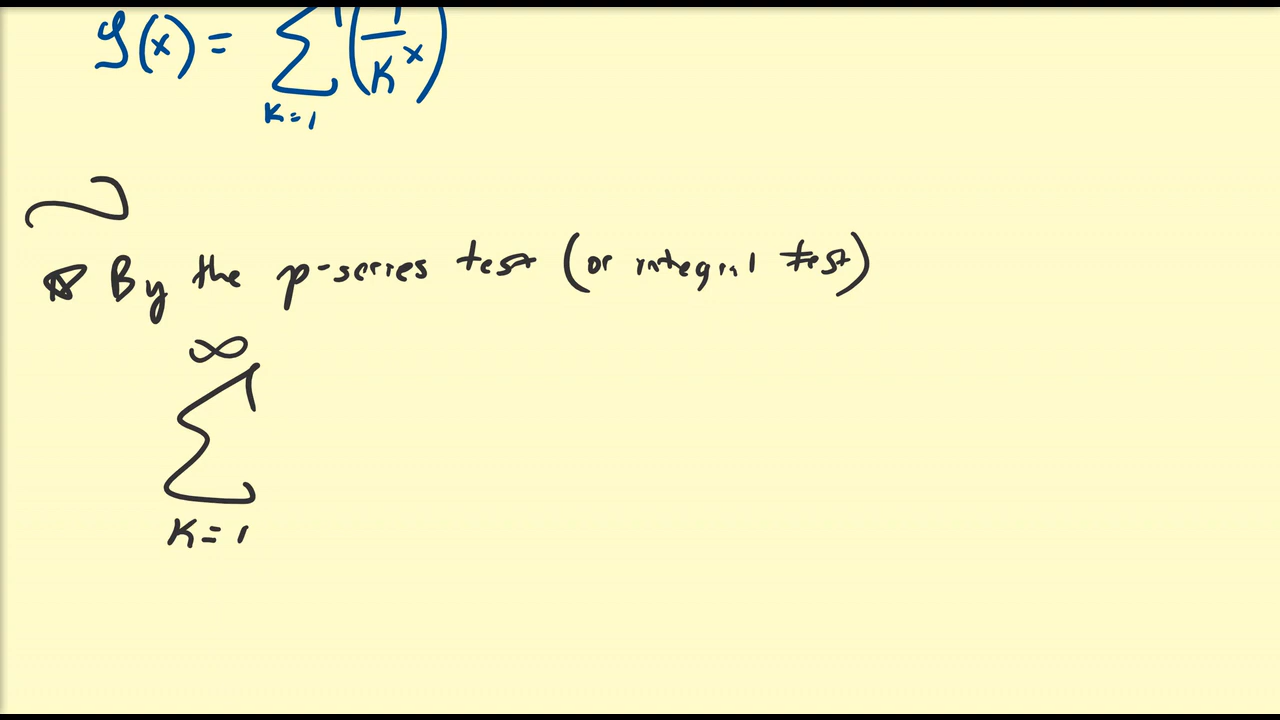 ζ(x) = ∑ (1/K^x)
K=1
☆ By the p-series test (or integral test)
∞
∑
K=1